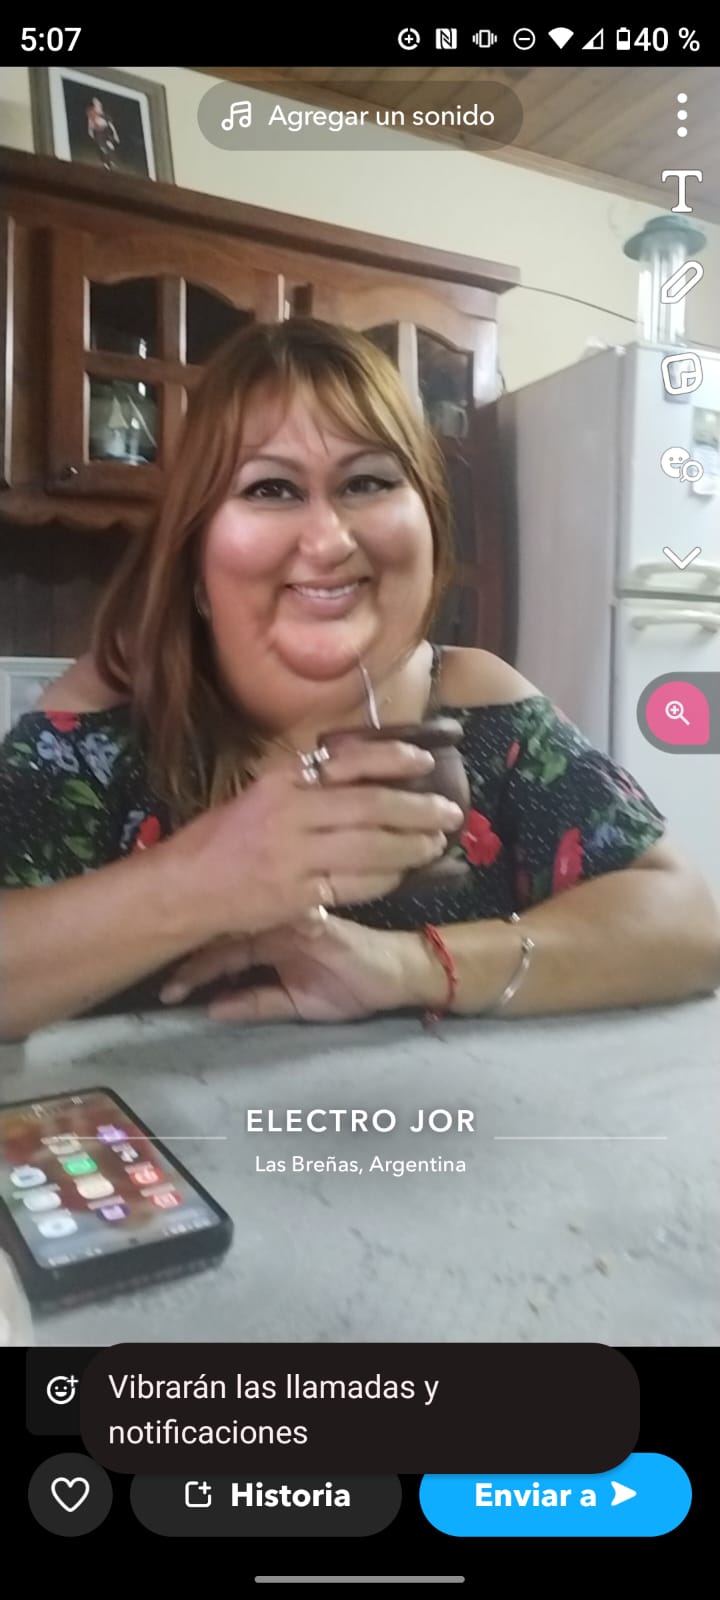 5:07
40 %
Agregar un sonido
T
ELECTRO JOR
Las Breñas, Argentina
Vibrarán las llamadas y
notificaciones
Historia
Enviar a